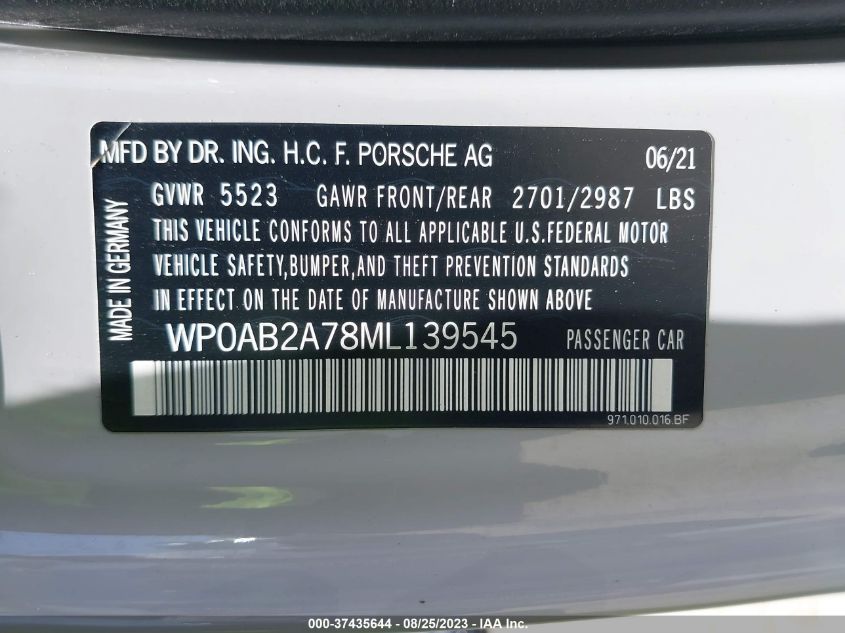 MFD BY DR. ING. H.C. F. PORSCHE AG 06/21
GVWR 5523 GAWR FRONT/REAR 2701/2987 LBS
THIS VEHICLE CONFORMS TO ALL APPLICABLE U.S.FEDERAL MOTOR
VEHICLE SAFETY,BUMPER,AND THEFT PREVENTION STANDARDS
IN EFFECT ON THE DATE OF MANUFACTURE SHOWN ABOVE
MADE IN GERMANY
WP0AB2A78ML139545 PASSENGER CAR
971.010.016.BF
000-37435644 - 08/25/2023 - IAA Inc.